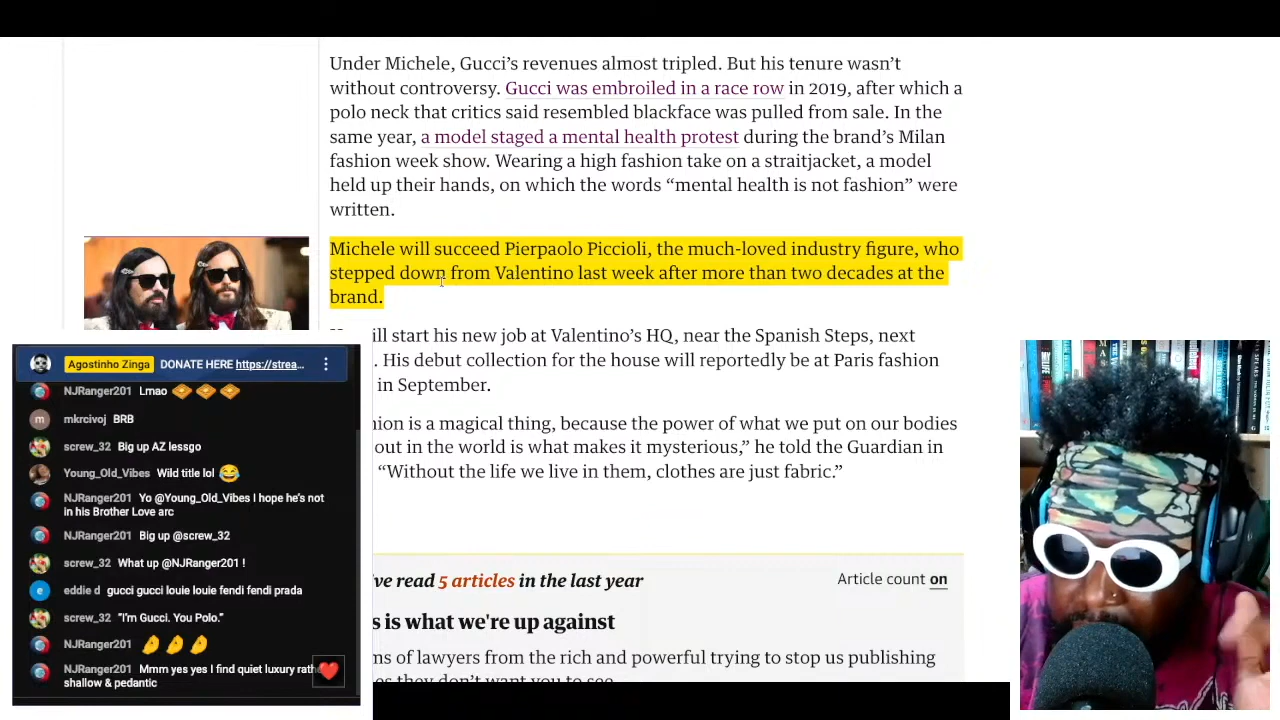 Under Michele, Gucci’s revenues almost tripled. But his tenure wasn’t
without controversy. Gucci was embroiled in a race row in 2019, after which a
polo neck that critics said resembled blackface was pulled from sale. In the
same year, a model staged a mental health protest during the brand’s Milan
fashion week show. Wearing a high fashion take on a straitjacket, a model
held up their hands, on which the words “mental health is not fashion” were
written.
Michele will succeed Pierpaolo Piccioli, the much-loved industry figure, who
stepped down from Valentino last week after more than two decades at the
brand.
ill start his new job at Valentino’s HQ, near the Spanish Steps, next
. His debut collection for the house will reportedly be at Paris fashion
in September.
nion is a magical thing, because the power of what we put on our bodies
out in the world is what makes it mysterious,” he told the Guardian in
“Without the life we live in them, clothes are just fabric.”
've read 5 articles in the last year
Article count on
s is what we're up against
ns of lawyers from the rich and powerful trying to stop us publishing
es they don’t want you to see
Agostinho Zinga DONATE HERE https://strea...
NJRanger201 Lmao
m mkrcivoj BRB
screw_32 Big up AZ lessgo
Young_Old_Vibes Wild title lol 😂
NJRanger201 Yo @Young_Old_Vibes I hope he’s not
in his Brother Love arc
NJRanger201 Big up @screw_32
screw_32 What up @NJRanger201 !
e eddie d gucci gucci louie louie fendi fendi prada
screw_32 “I’m Gucci. You Polo.”
NJRanger201
NJRanger201 Mmm yes yes I find quiet luxury rath
shallow & pedantic